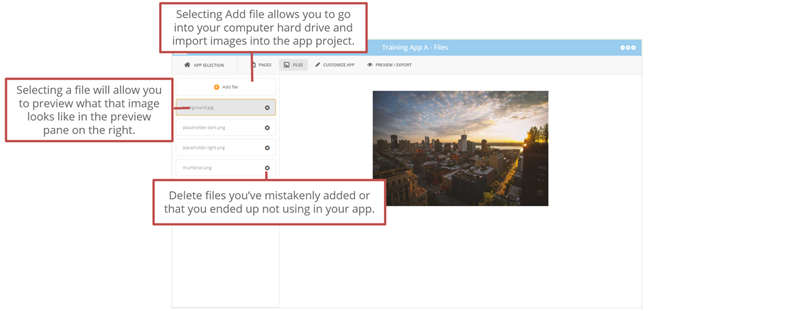 Selecting Add file allows you to go
into your computer hard drive and
import images into the app project.
Training App A - Files
APP SELECTION
PAGES
FILES
CUSTOMIZE APP
PREVIEW / EXPORT
Add file
Selecting a file will allow you
to preview what that image
looks like in the preview
pane on the right.
background.jpg
placeholder-dark.png
placeholder-light.png
thumbnail.png
Delete files you've mistakenly added or
that you ended up not using in your app.